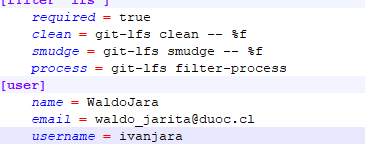 [filter "lfs"]
required = true
clean = git-lfs clean -- %f
smudge = git-lfs smudge -- %f
process = git-lfs filter-process
[user]
name = WaldoJara
email = waldo_jarita@duoc.cl
username = ivanjara